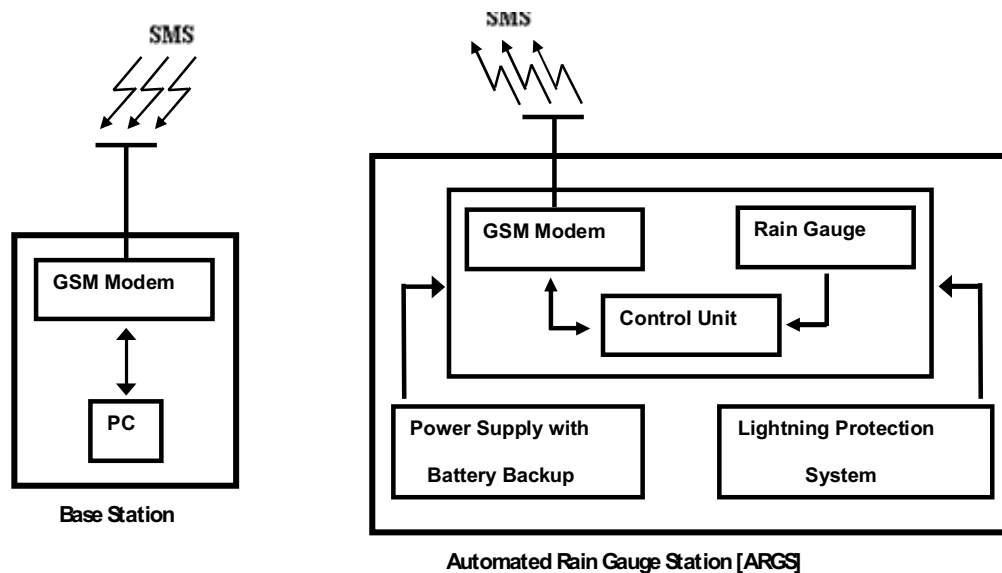 SMS
GSM Modem
PC
Base Station
SMS
GSM Modem
Rain Gauge
Control Unit
Power Supply with
Battery Backup
Lightning Protection
System
Automated Rain Gauge Station [ARGS]